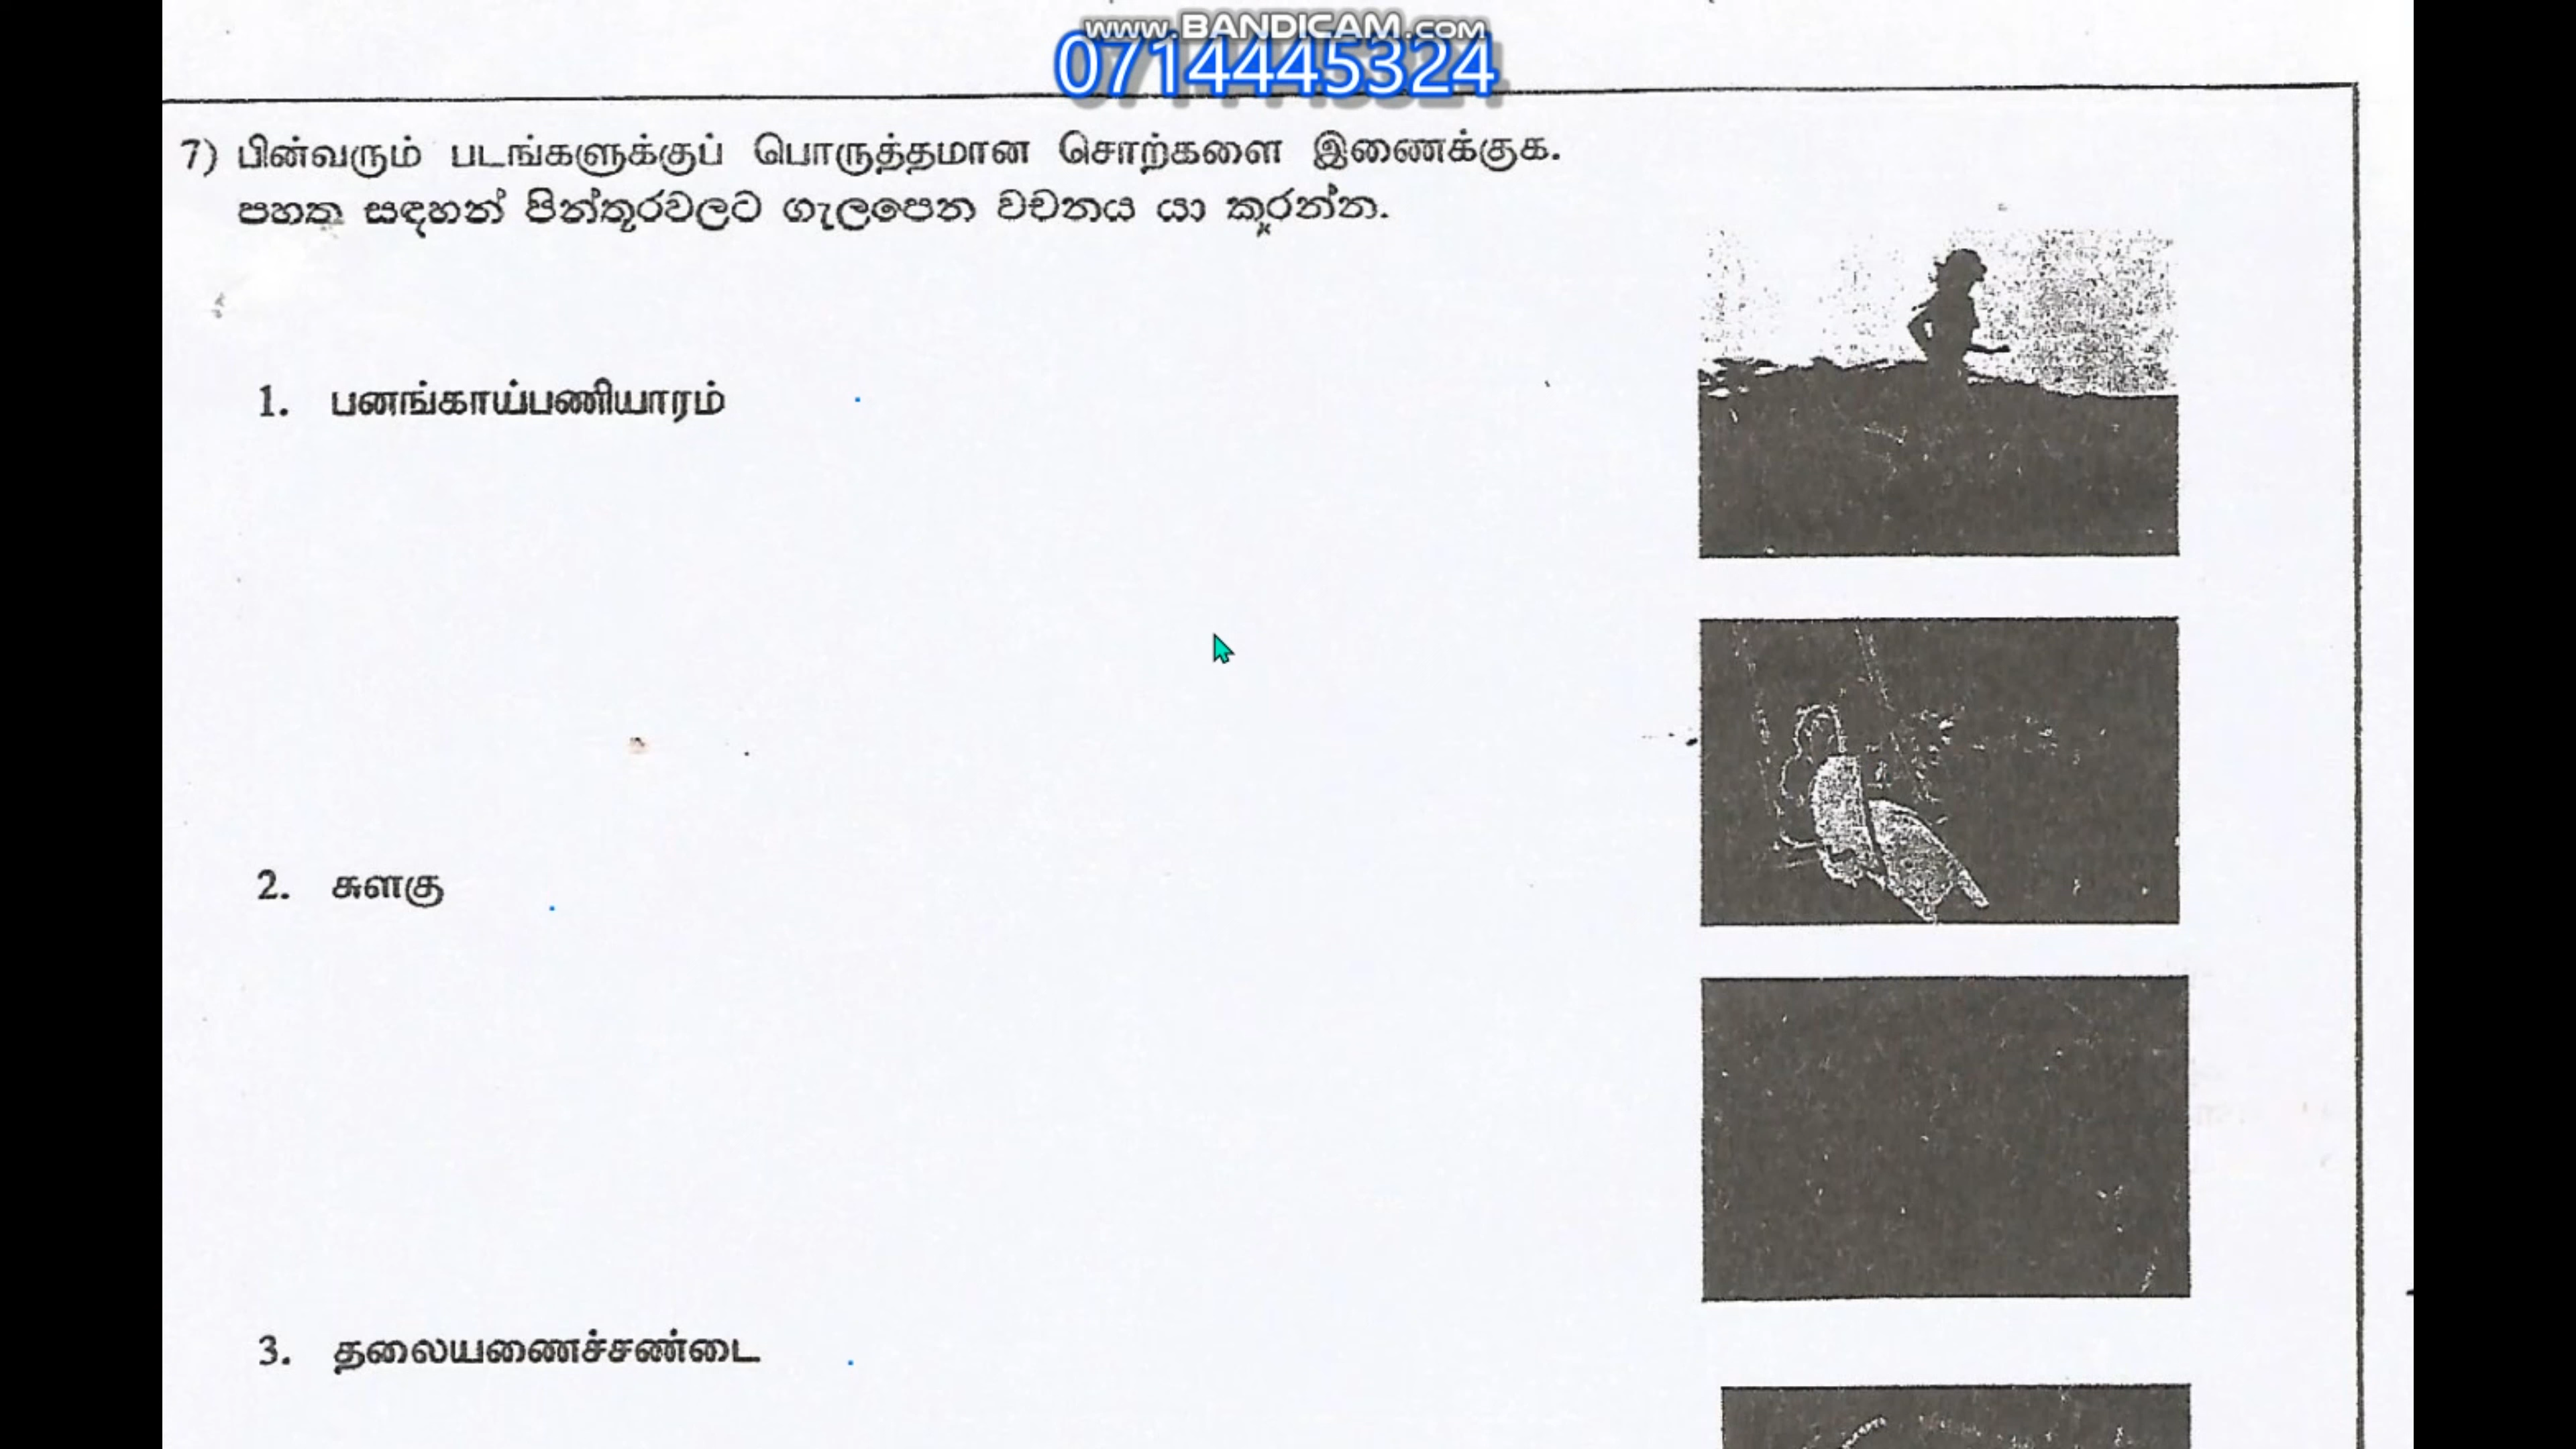 www.BANDICAM.com
0714445324
7) பின்வரும் படங்களுக்குப் பொருத்தமான சொற்களை இணைக்குக.
පහත සඳහන් පින්තූරවලට ගැලපෙන වචනය යා කරන්න.
1. பனங்காய்பணியாரம்
2. சுளகு
3. தலையணைச்சண்டை